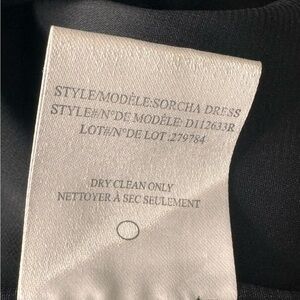 STYLE/MODÈLE:SORCHA DRESS
STYLE#/N°DE MODÈLE: D112633R
LOT#/N°DE LOT :279784
DRY CLEAN ONLY
NETTOYER À SEC SEULEMENT